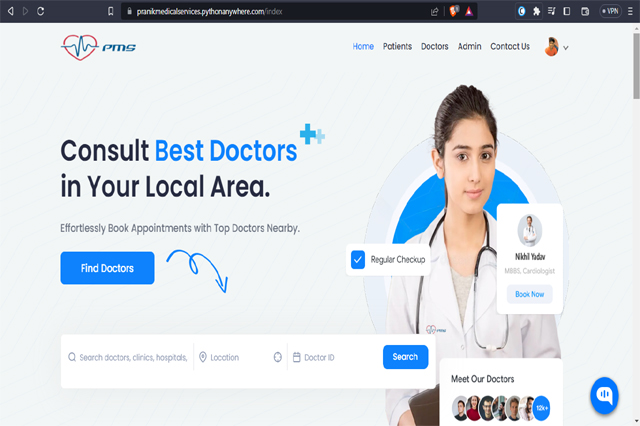 pranikmedicalservices.pythonanywhere.com/index
VPN
PMS
Home Patients Doctors Admin Contact Us
Consult Best Doctors
in Your Local Area.
Effortlessly Book Appointments with Top Doctors Nearby.
Find Doctors
Regular Checkup
Nikhil Yadav
MBBS, Cardiologist
Book Now
PMS
Search doctors, clinics, hospitals,
Location
Doctor ID
Search
Meet Our Doctors
12k+